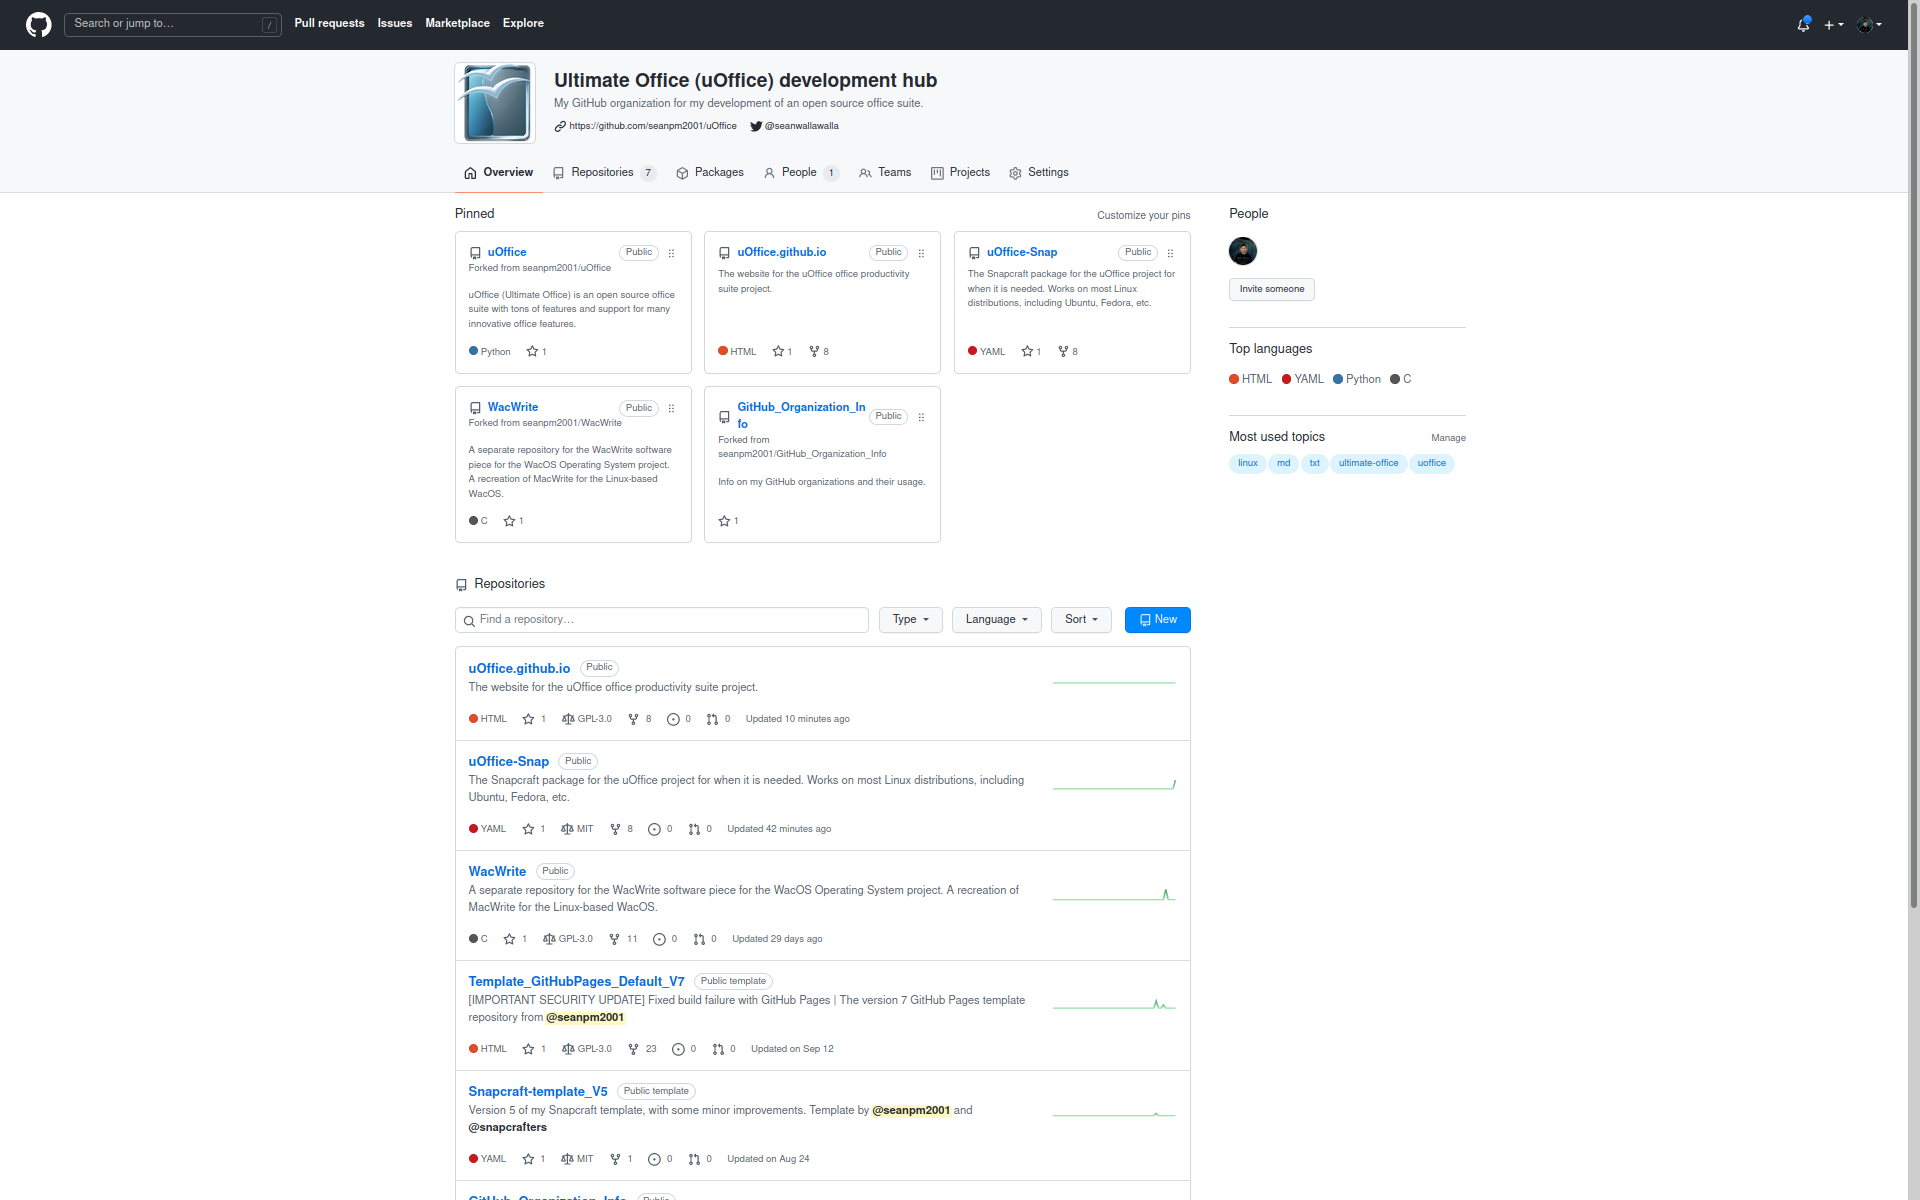 Search or jump to…
/
Pull requests
Issues
Marketplace
Explore
Ultimate Office (uOffice) development hub
My GitHub organization for my development of an open source office suite.
https://github.com/seanpm2001/uOffice
@seanwallawalla
Overview
Repositories 7
Packages
People 1
Teams
Projects
Settings
Pinned
Customize your pins
uOffice
Public
Forked from seanpm2001/uOffice
uOffice (Ultimate Office) is an open source office
suite with tons of features and support for many
innovative office features.
Python
1
uOffice.github.io
Public
The website for the uOffice office productivity
suite project.
HTML
1
8
uOffice-Snap
Public
The Snapcraft package for the uOffice project for
when it is needed. Works on most Linux
distributions, including Ubuntu, Fedora, etc.
YAML
1
8
WacWrite
Public
Forked from seanpm2001/WacWrite
A separate repository for the WacWrite software
piece for the WacOS Operating System project.
A recreation of MacWrite for the Linux-based
WacOS.
C
1
GitHub_Organization_In
fo
Public
Forked from
seanpm2001/GitHub_Organization_Info
Info on my GitHub organizations and their usage.
1
People
Invite someone
Top languages
HTML
YAML
Python
C
Most used topics
Manage
linux
md
txt
ultimate-office
uoffice
Repositories
Find a repository…
Type
Language
Sort
New
uOffice.github.io
Public
The website for the uOffice office productivity suite project.
HTML 1 GPL-3.0 8 0 0 Updated 10 minutes ago
uOffice-Snap
Public
The Snapcraft package for the uOffice project for when it is needed. Works on most Linux distributions, including
Ubuntu, Fedora, etc.
YAML 1 MIT 8 0 0 Updated 42 minutes ago
WacWrite
Public
A separate repository for the WacWrite software piece for the WacOS Operating System project. A recreation of
MacWrite for the Linux-based WacOS.
C 1 GPL-3.0 11 0 0 Updated 29 days ago
Template_GitHubPages_Default_V7
Public template
[IMPORTANT SECURITY UPDATE] Fixed build failure with GitHub Pages | The version 7 GitHub Pages template
repository from @seanpm2001
HTML 1 GPL-3.0 23 0 0 Updated on Sep 12
Snapcraft-template_V5
Public template
Version 5 of my Snapcraft template, with some minor improvements. Template by @seanpm2001 and
@snapcrafters
YAML 1 MIT 1 0 0 Updated on Aug 24
GitHub_Organization_Info
Public